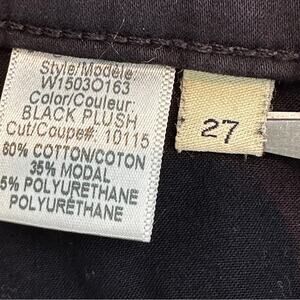 Style/Modele
W1503O163
Color/Couleur:
BLACK PLUSH
Cut/Coupe#: 10115
60% COTTON/COTON
35% MODAL
5% POLYURETHANE
POLYURÉTHANE
27